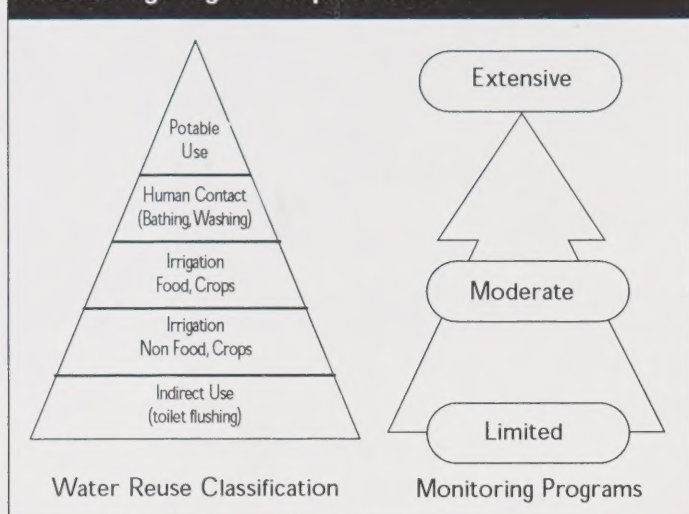 Potable
Use
Human Contact
(Bathing, Washing)
Irrigation
Food, Crops
Irrigation
Non Food, Crops
Indirect Use
(toilet flushing)
Water Reuse Classification
Extensive
Moderate
Limited
Monitoring Programs